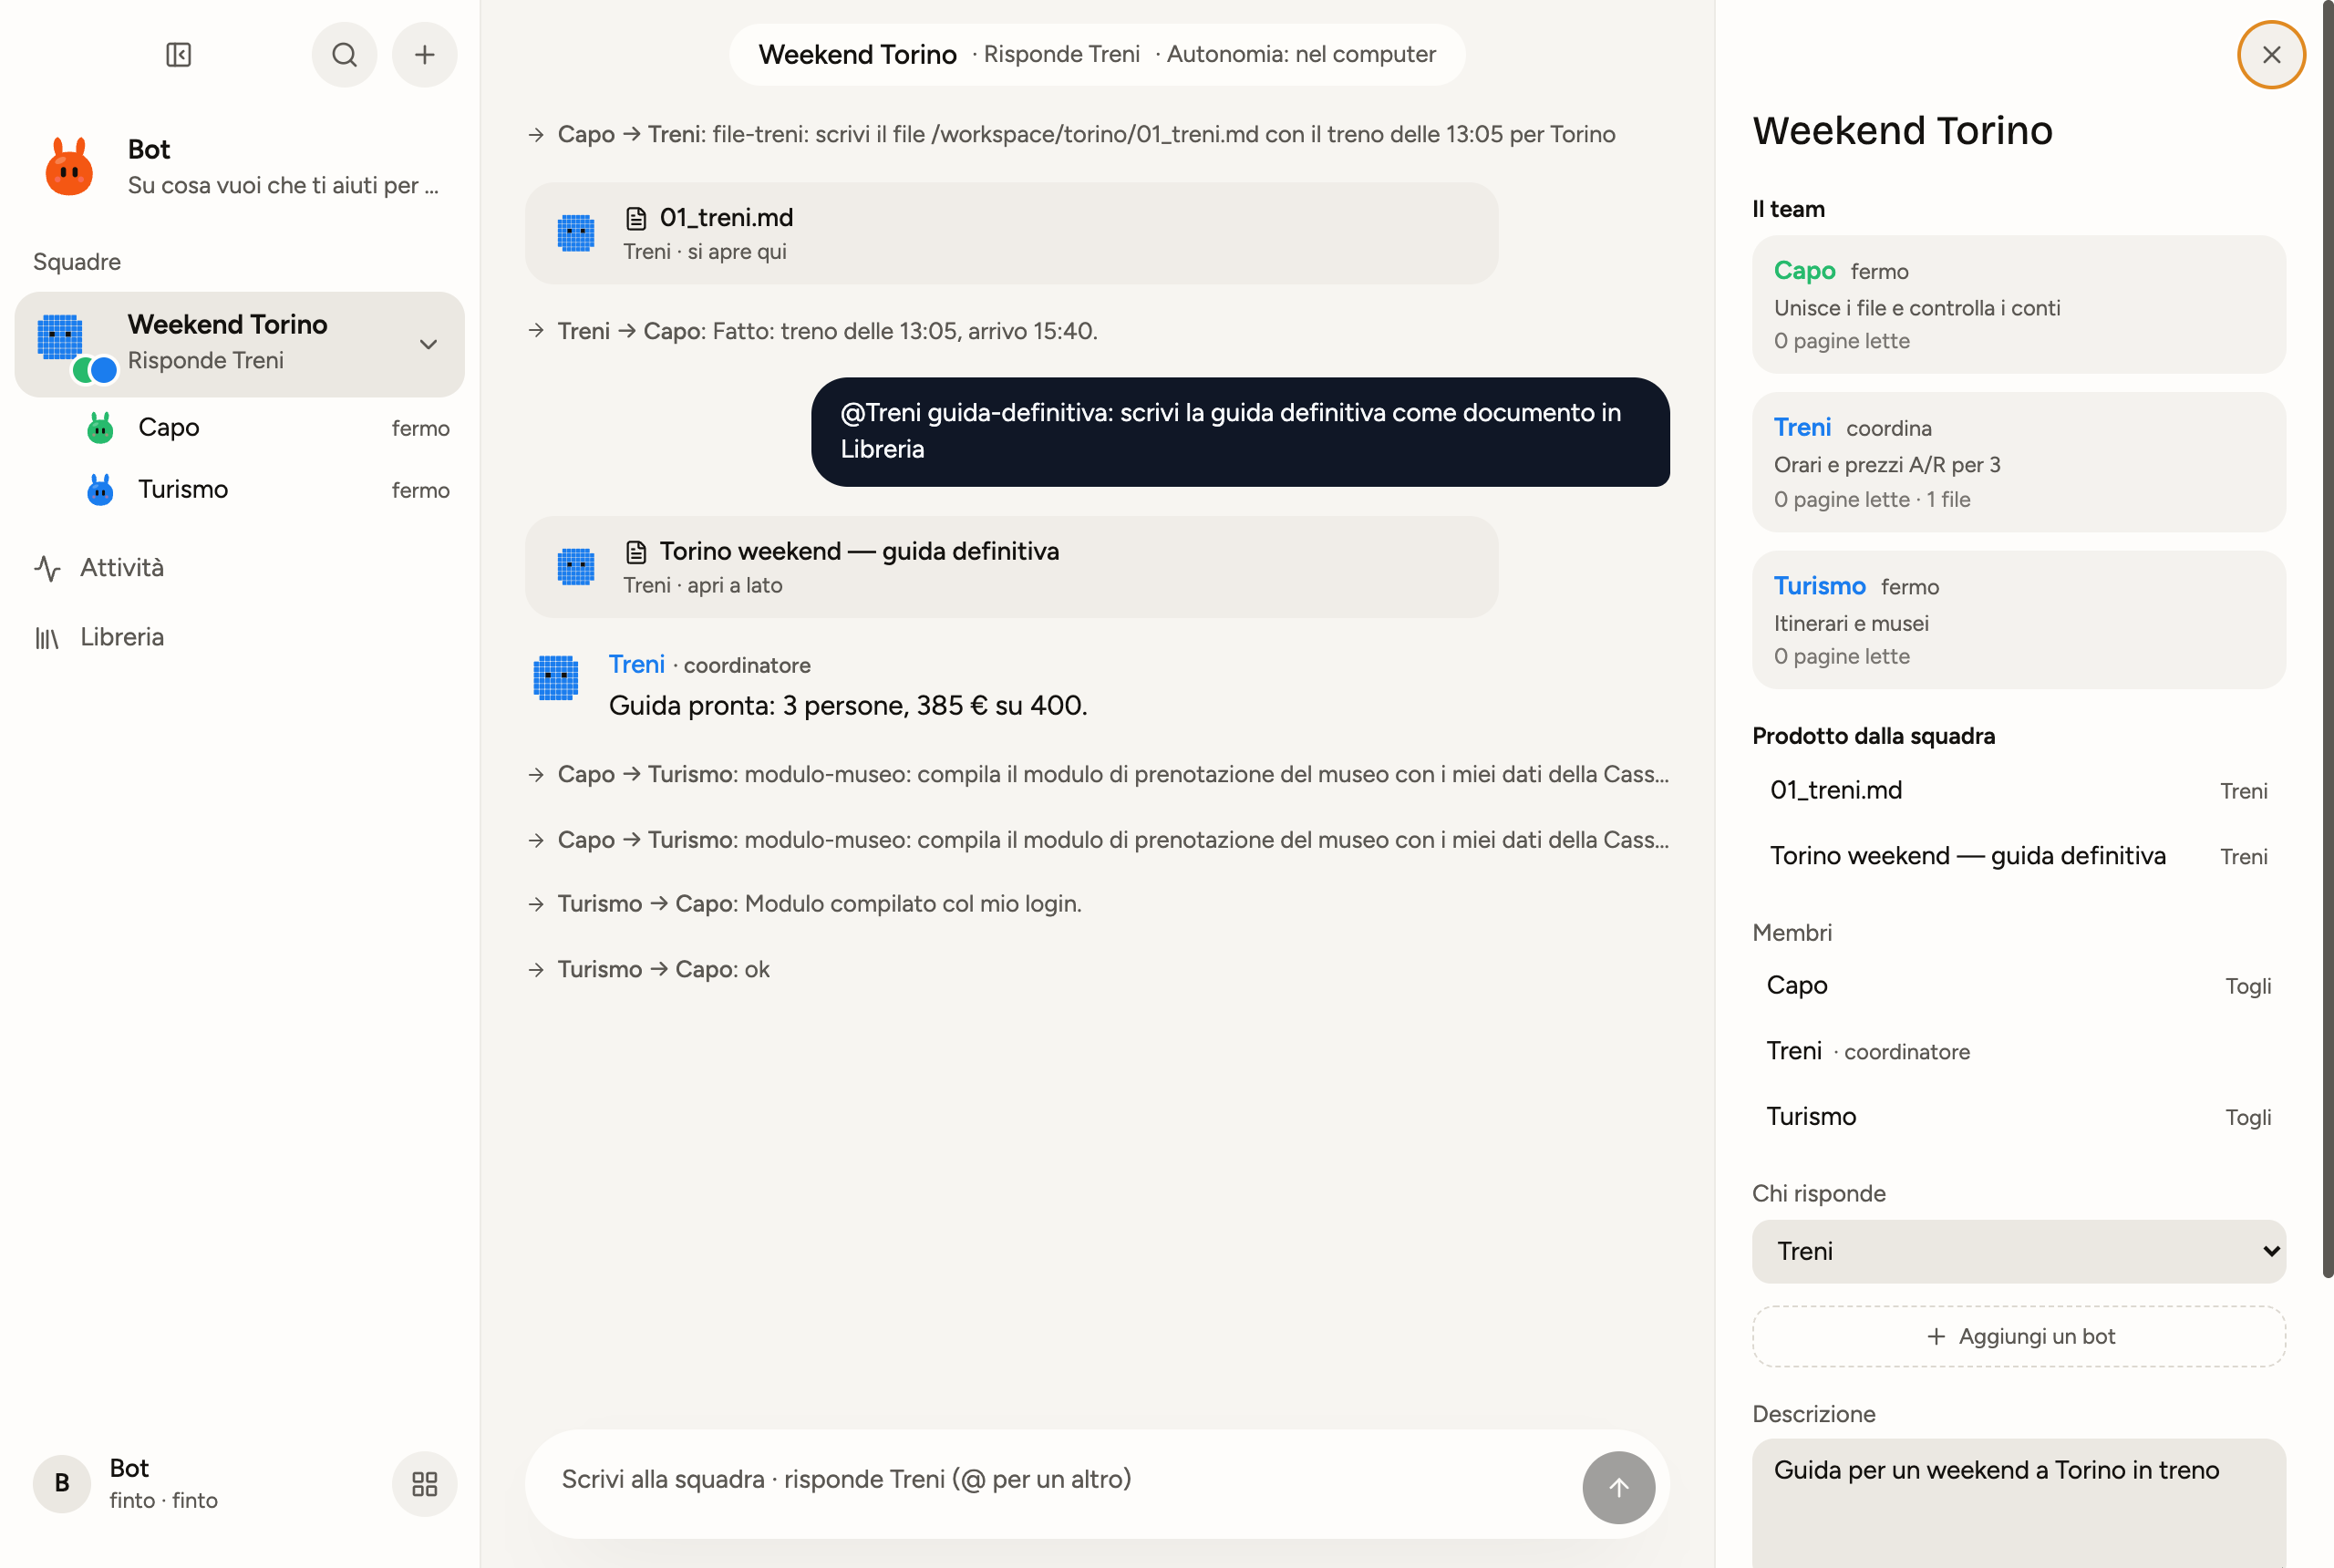 Bot
Su cosa vuoi che ti aiuti per ...
Squadre
Weekend Torino
Risponde Treni
Capo fermo
Turismo fermo
Attività
Libreria
B
Bot
finto · finto
Weekend Torino · Risponde Treni · Autonomia: nel computer
→ Capo → Treni: file-treni: scrivi il file /workspace/torino/01_treni.md con il treno delle 13:05 per Torino
01_treni.md
Treni · si apre qui
→ Treni → Capo: Fatto: treno delle 13:05, arrivo 15:40.
@Treni guida-definitiva: scrivi la guida definitiva come documento in
Libreria
Torino weekend — guida definitiva
Treni · apri a lato
Treni · coordinatore
Guida pronta: 3 persone, 385 € su 400.
→ Capo → Turismo: modulo-museo: compila il modulo di prenotazione del museo con i miei dati della Cass...
→ Capo → Turismo: modulo-museo: compila il modulo di prenotazione del museo con i miei dati della Cass...
→ Turismo → Capo: Modulo compilato col mio login.
→ Turismo → Capo: ok
Scrivi alla squadra · risponde Treni (@ per un altro)
Weekend Torino
Il team
Capo fermo
Unisce i file e controlla i conti
0 pagine lette
Treni coordina
Orari e prezzi A/R per 3
0 pagine lette · 1 file
Turismo fermo
Itinerari e musei
0 pagine lette
Prodotto dalla squadra
01_treni.md Treni
Torino weekend — guida definitiva Treni
Membri
Capo Togli
Treni · coordinatore
Turismo Togli
Chi risponde
Treni
+ Aggiungi un bot
Descrizione
Guida per un weekend a Torino in treno